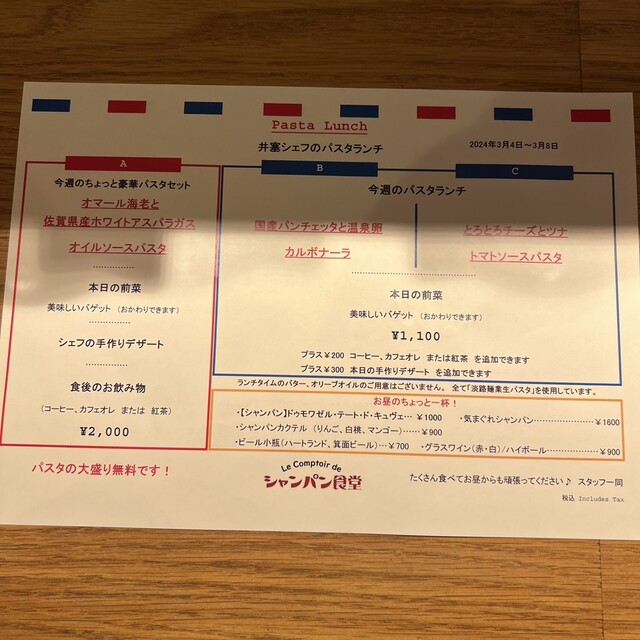 Pasta Lunch
井塞シェフのパスタランチ
2024年3月4日～3月8日
A
今週のちょっと豪華パスタセット
オマール海老と
佐賀県産ホワイトアスパラガス
オイルソースパスタ
本日の前菜
美味しいバゲット (おかわりできます)
シェフの手作りデザート
食後のお飲み物
(コーヒー、カフェオレ または 紅茶)
¥2,000
B
C
今週のパスタランチ
国産パンチェッタと温泉卵
カルボナーラ
とろとろチーズとツナ
トマトソースパスタ
本日の前菜
美味しいバゲット (おかわりできます)
¥1,100
プラス¥200 コーヒー、カフェオレ または紅茶 を追加できます
プラス¥300 本日の手作りデザート を追加できます
ランチタイムのバター、オリーブオイルのご用意はございません。全て「淡路麺業生パスタ」を使用しています。
お昼のちょっと一杯！
・【シャンパン】ドゥモワゼル・テート・ド・キュヴェ… ¥1000
・気まぐれシャンパン…………………¥1600
・シャンパンカクテル (りんご、白桃、マンゴー)……¥900
・ビール小瓶(ハートランド、箕面ビール)…¥700
・グラスワイン(赤・白)/ハイボール………………¥900
パスタの大盛り無料です！
Le Comptoir de
シャンパン食堂
たくさん食べてお昼からも頑張ってください♪ スタッフ一同
税込 Includes Tax